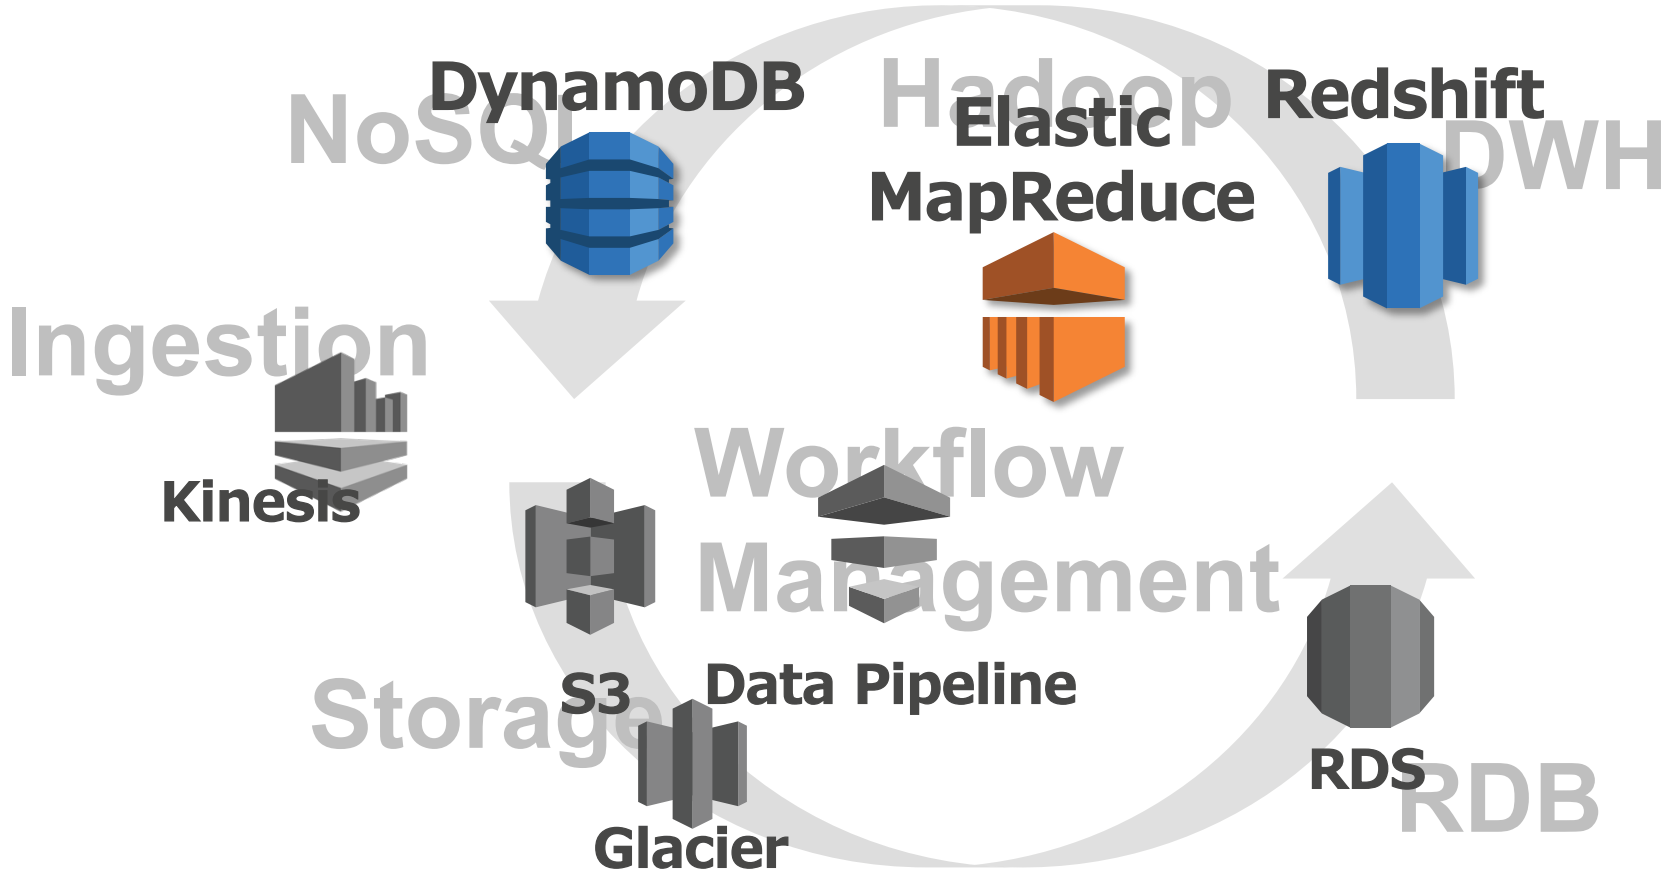 NoSQL
DynamoDB
Hadoop
Elastic
MapReduce
Redshift
DWH
Ingestion
Kinesis
Workflow
Management
Data Pipeline
Storage
S3
Glacier
RDS
RDB